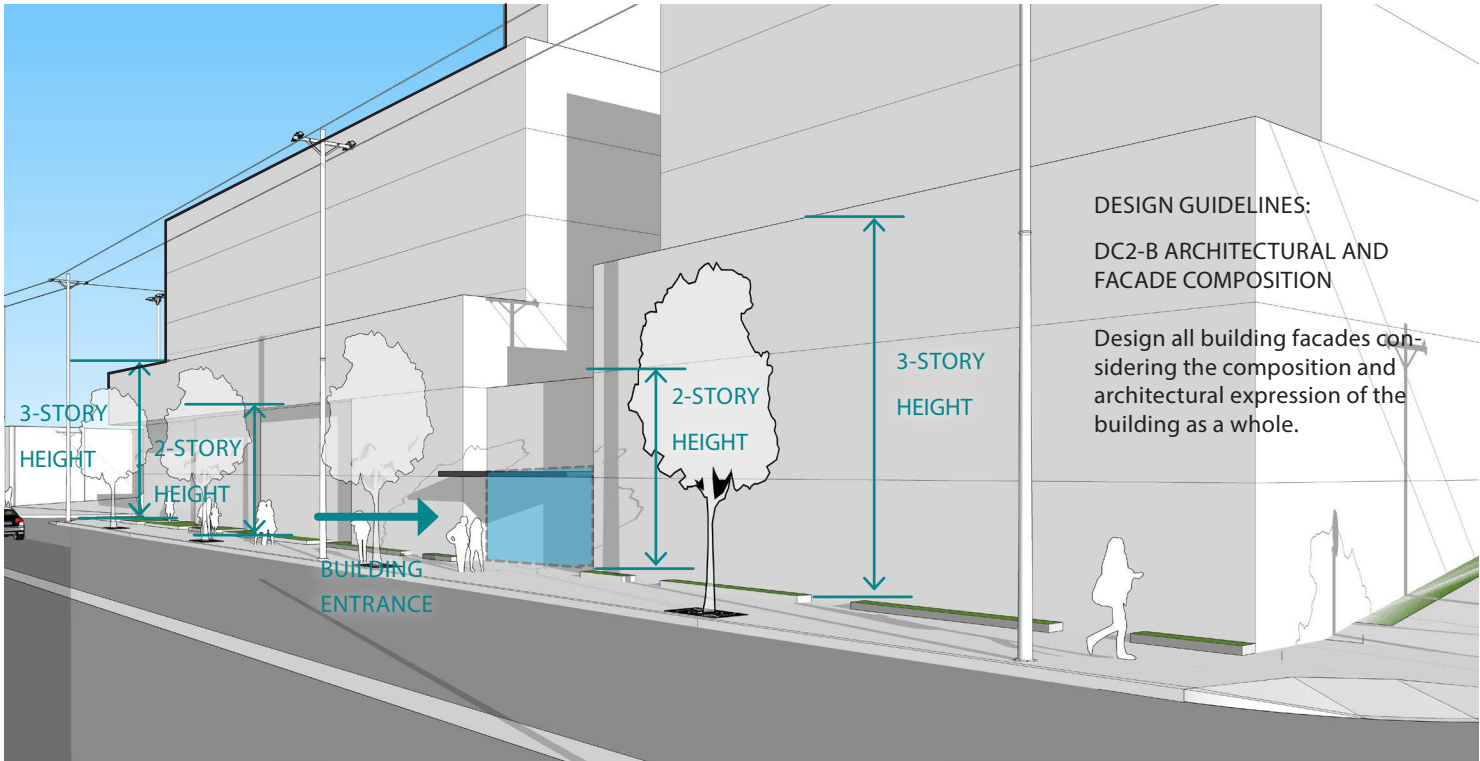 DESIGN GUIDELINES:
DC2-B ARCHITECTURAL AND
FACADE COMPOSITION
Design all building facades con-
sidering the composition and
architectural expression of the
building as a whole.
3-STORY
HEIGHT
2-STORY
HEIGHT
BUILDING
ENTRANCE
2-STORY
HEIGHT
3-STORY
HEIGHT